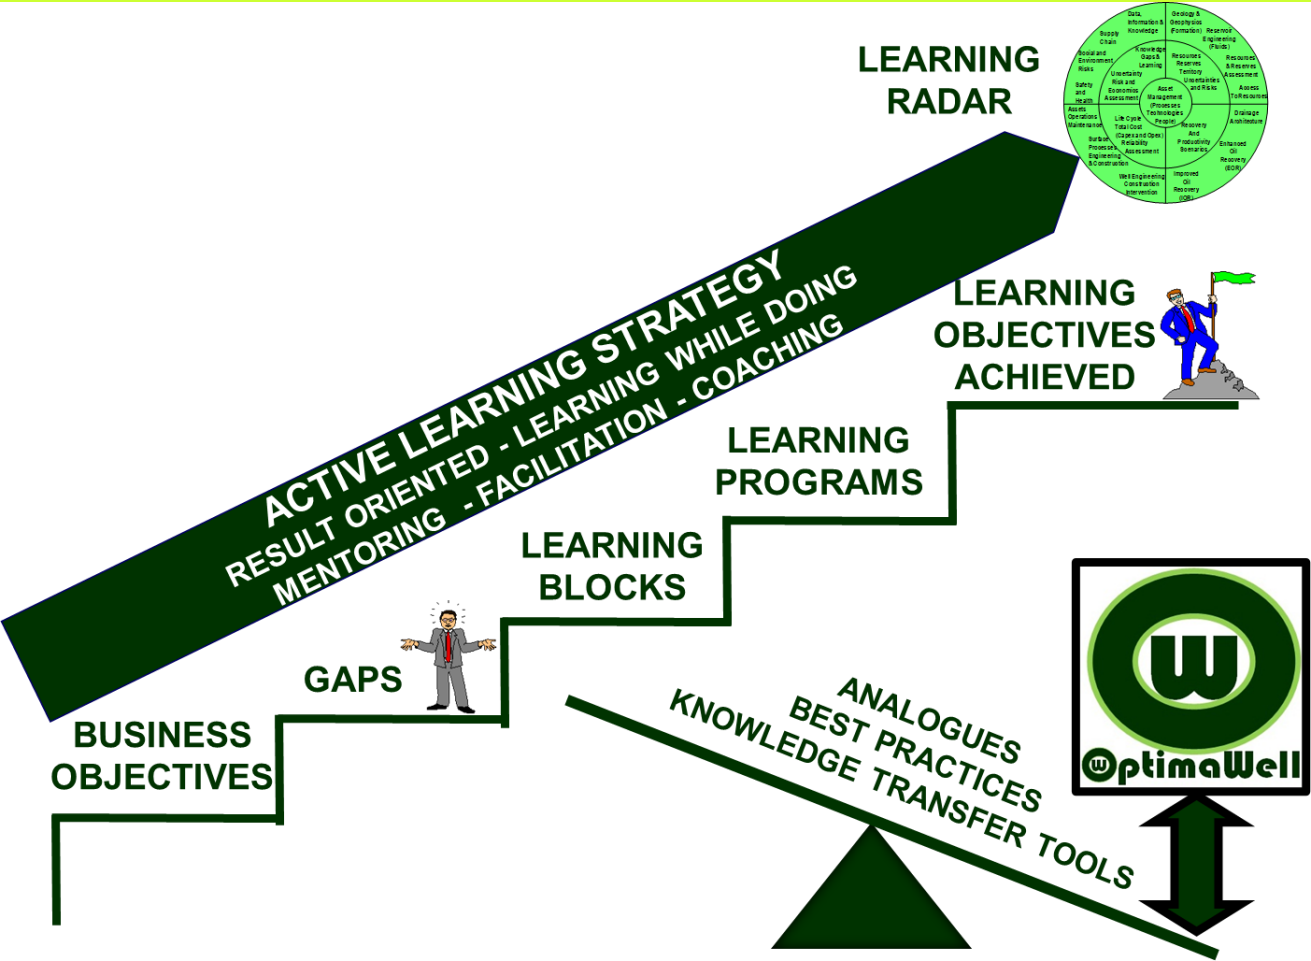 LEARNING
RADAR
Data,
Information &
Knowledge
Geology &
Geophysics
(Formation)
Reservoir
Engineering
(Fluids)
Resources
& Reserves
Assessment
Access
To Resources
Drainage
Architecture
Enhanced
Oil
Recovery
(EOR)
Improved
Oil
Recovery
(IOR)
Well Engineering
Construction
Intervention
Surface
Processes
Engineering
& Construction
Assets
Operations
Maintenance
Safety
and
Health
Social and
Environment
Risks
Supply
Chain
Knowledge
Gaps &
Learning
Resources
Reserves
Territory
Uncertainties
and Risks
Recovery
And
Productivity
Scenarios
Life Cycle
Total Cost
(Capex and Opex)
Reliability
Assessment
Uncertainty
Risk and
Economics
Assessment
Asset
Management
(Processes
Technologies
People)
ACTIVE LEARNING STRATEGY
RESULT ORIENTED - LEARNING WHILE DOING
MENTORING - FACILITATION - COACHING
LEARNING
OBJECTIVES
ACHIEVED
LEARNING
PROGRAMS
LEARNING
BLOCKS
GAPS
BUSINESS
OBJECTIVES
ANALOGUES
BEST PRACTICES
KNOWLEDGE TRANSFER TOOLS
W
OptimaWell